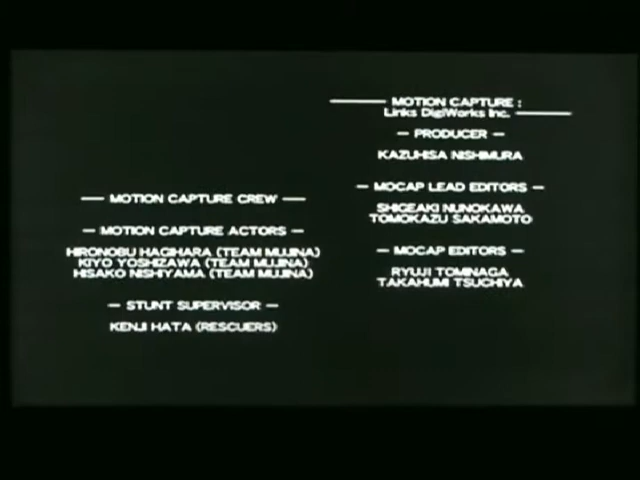 MOTION CAPTURE CREW
MOTION CAPTURE ACTORS
HIRONOBU HAGIHARA (TEAM MUJINA)
KIYO YOSHIZAWA (TEAM MUJINA)
HISAKO NISHIYAMA (TEAM MUJINA)
STUNT SUPERVISOR
KENJI HATA (RESCUERS)
MOTION CAPTURE :
Links DigiWorks Inc.
PRODUCER
KAZUHISA NISHIMURA
MOCAP LEAD EDITORS
SHIGEAKI NUNOKAWA
TOMOKAZU SAKAMOTO
MOCAP EDITORS
RYUJI TOMINAGA
TAKAHUMI TSUCHIYA